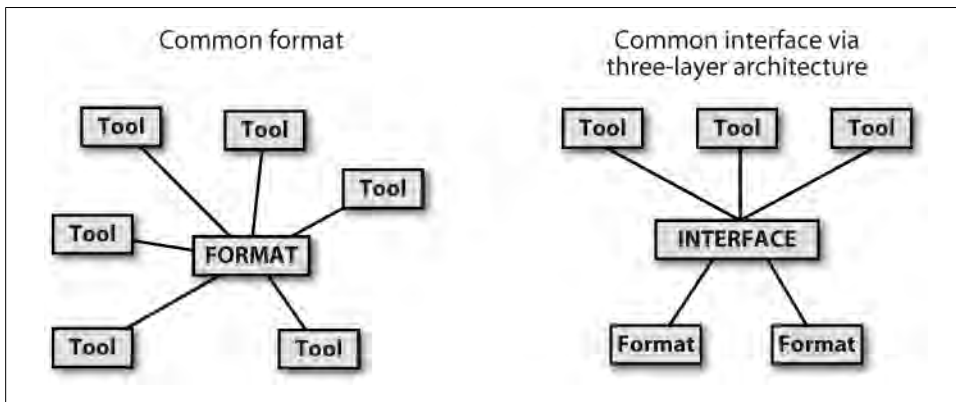 Common format
Tool
Tool
Tool
Tool
FORMAT
Tool
Tool
Common interface via
three-layer architecture
Tool
Tool
Tool
INTERFACE
Format
Format